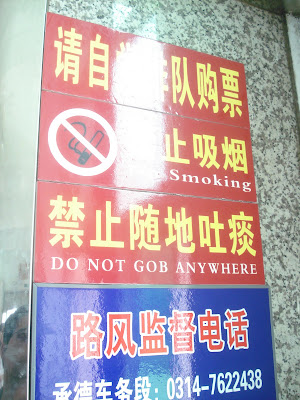 请自 排队购票
止吸烟
Smoking
禁止随地吐痰
DO NOT GOB ANYWHERE
路风监督电话
承德车务段：0314-7622438